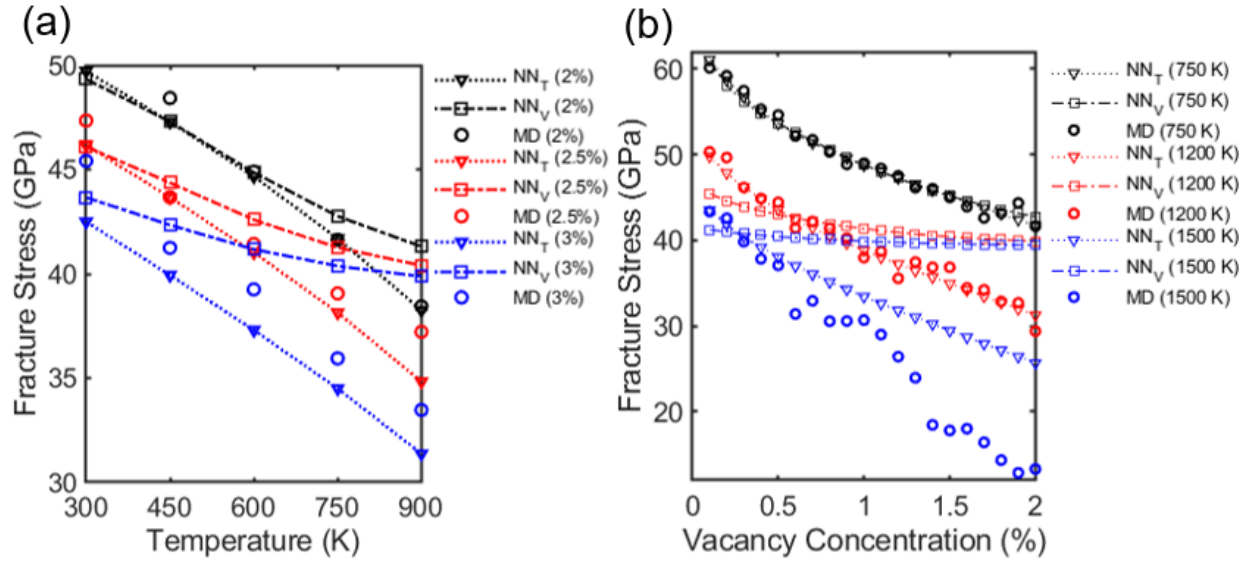 (a)
50
45
40
35
30
300 450 600 750 900
Fracture Stress (GPa)
Temperature (K)
NN_T (2%)
NN_V (2%)
MD (2%)
NN_T (2.5%)
NN_V (2.5%)
MD (2.5%)
NN_T (3%)
NN_V (3%)
MD (3%)
(b)
60
50
40
30
20
0 0.5 1 1.5 2
Fracture Stress (GPa)
Vacancy Concentration (%)
NN_T (750 K)
NN_V (750 K)
MD (750 K)
NN_T (1200 K)
NN_V (1200 K)
MD (1200 K)
NN_T (1500 K)
NN_V (1500 K)
MD (1500 K)